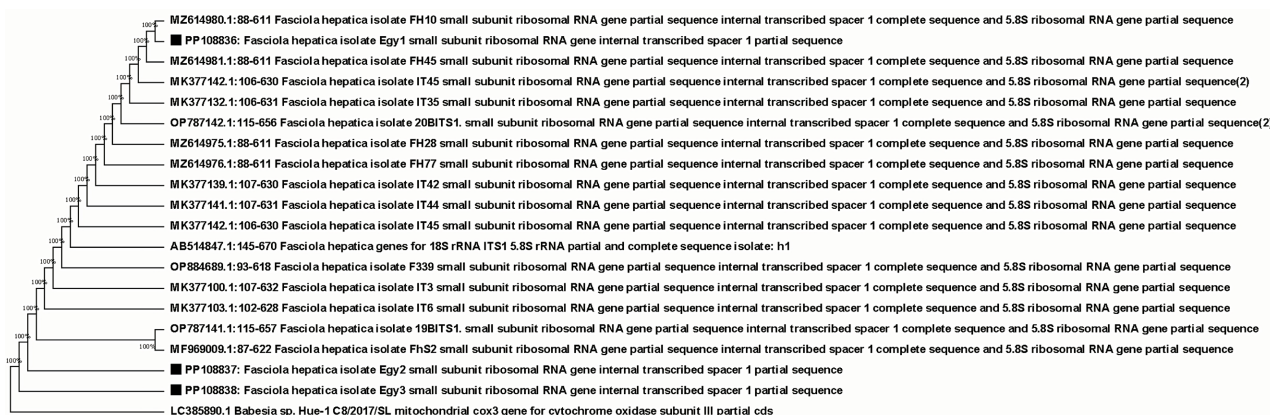 MZ614980.1:88-611 Fasciola hepatica isolate FH10 small subunit ribosomal RNA gene partial sequence internal transcribed spacer 1 complete sequence and 5.8S ribosomal RNA gene partial sequence
100%
PP108836: Fasciola hepatica isolate Egy1 small subunit ribosomal RNA gene internal transcribed spacer 1 partial sequence
100%
MZ614981.1:88-611 Fasciola hepatica isolate FH45 small subunit ribosomal RNA gene partial sequence internal transcribed spacer 1 complete sequence and 5.8S ribosomal RNA gene partial sequence
100%
MK377142.1:106-630 Fasciola hepatica isolate IT45 small subunit ribosomal RNA gene partial sequence internal transcribed spacer 1 complete sequence and 5.8S ribosomal RNA gene partial sequence(2)
100%
MK377132.1:106-631 Fasciola hepatica isolate IT35 small subunit ribosomal RNA gene partial sequence internal transcribed spacer 1 complete sequence and 5.8S ribosomal RNA gene partial sequence
100%
OP787142.1:115-656 Fasciola hepatica isolate 20BITS1. small subunit ribosomal RNA gene partial sequence internal transcribed spacer 1 complete sequence and 5.8S ribosomal RNA gene partial sequence(2)
100%
MZ614975.1:88-611 Fasciola hepatica isolate FH28 small subunit ribosomal RNA gene partial sequence internal transcribed spacer 1 complete sequence and 5.8S ribosomal RNA gene partial sequence
100%
MZ614976.1:88-611 Fasciola hepatica isolate FH77 small subunit ribosomal RNA gene partial sequence internal transcribed spacer 1 complete sequence and 5.8S ribosomal RNA gene partial sequence
100%
MK377139.1:107-630 Fasciola hepatica isolate IT42 small subunit ribosomal RNA gene partial sequence internal transcribed spacer 1 complete sequence and 5.8S ribosomal RNA gene partial sequence
100%
MK377141.1:107-631 Fasciola hepatica isolate IT44 small subunit ribosomal RNA gene partial sequence internal transcribed spacer 1 complete sequence and 5.8S ribosomal RNA gene partial sequence
100%
MK377142.1:106-630 Fasciola hepatica isolate IT45 small subunit ribosomal RNA gene partial sequence internal transcribed spacer 1 complete sequence and 5.8S ribosomal RNA gene partial sequence
100%
AB514847.1:145-670 Fasciola hepatica genes for 18S rRNA ITS1 5.8S rRNA partial and complete sequence isolate: h1
100%
OP884689.1:93-618 Fasciola hepatica isolate F339 small subunit ribosomal RNA gene partial sequence internal transcribed spacer 1 complete sequence and 5.8S ribosomal RNA gene partial sequence
100%
MK377100.1:107-632 Fasciola hepatica isolate IT3 small subunit ribosomal RNA gene partial sequence internal transcribed spacer 1 complete sequence and 5.8S ribosomal RNA gene partial sequence
100%
MK377103.1:102-628 Fasciola hepatica isolate IT6 small subunit ribosomal RNA gene partial sequence internal transcribed spacer 1 complete sequence and 5.8S ribosomal RNA gene partial sequence
OP787141.1:115-657 Fasciola hepatica isolate 19BITS1. small subunit ribosomal RNA gene partial sequence internal transcribed spacer 1 complete sequence and 5.8S ribosomal RNA gene partial sequence
100%
100%
MF969009.1:87-622 Fasciola hepatica isolate FhS2 small subunit ribosomal RNA gene partial sequence internal transcribed spacer 1 complete sequence and 5.8S ribosomal RNA gene partial sequence
100%
PP108837: Fasciola hepatica isolate Egy2 small subunit ribosomal RNA gene internal transcribed spacer 1 partial sequence
PP108838: Fasciola hepatica isolate Egy3 small subunit ribosomal RNA gene internal transcribed spacer 1 partial sequence
LC385890.1 Babesia sp. Hue-1 C8/2017/SL mitochondrial cox3 gene for cytochrome oxidase subunit III partial cds